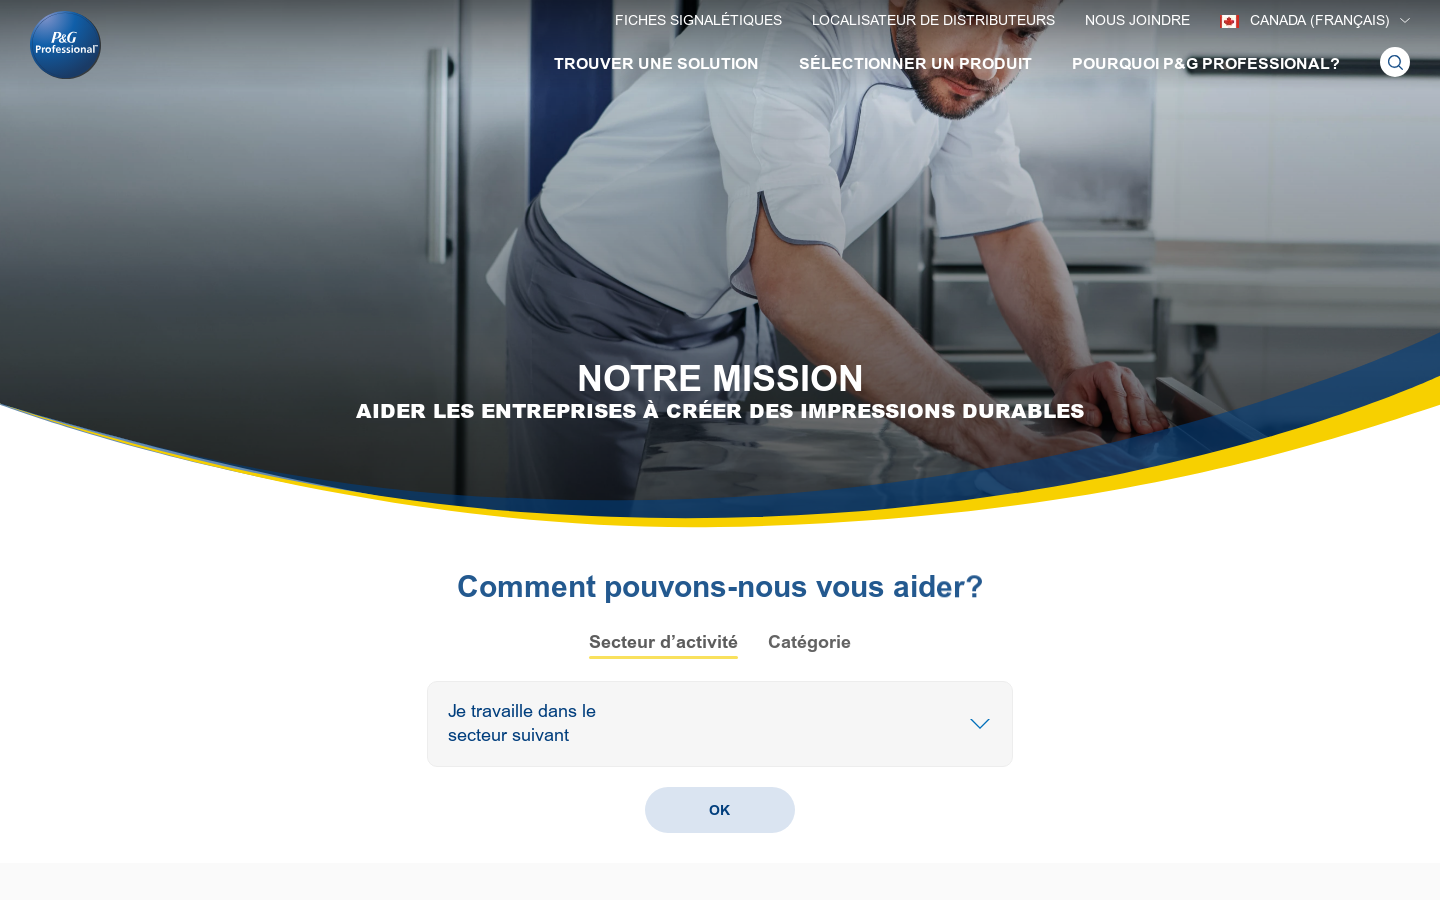 FICHES SIGNALÉTIQUES
LOCALISATEUR DE DISTRIBUTEURS
NOUS JOINDRE
CANADA (FRANÇAIS)
P&G
Professional™
TROUVER UNE SOLUTION
SÉLECTIONNER UN PRODUIT
POURQUOI P&G PROFESSIONAL?
NOTRE MISSION
AIDER LES ENTREPRISES À CRÉER DES IMPRESSIONS DURABLES
Comment pouvons-nous vous aider?
Secteur d’activité
Catégorie
Je travaille dans le
secteur suivant
OK